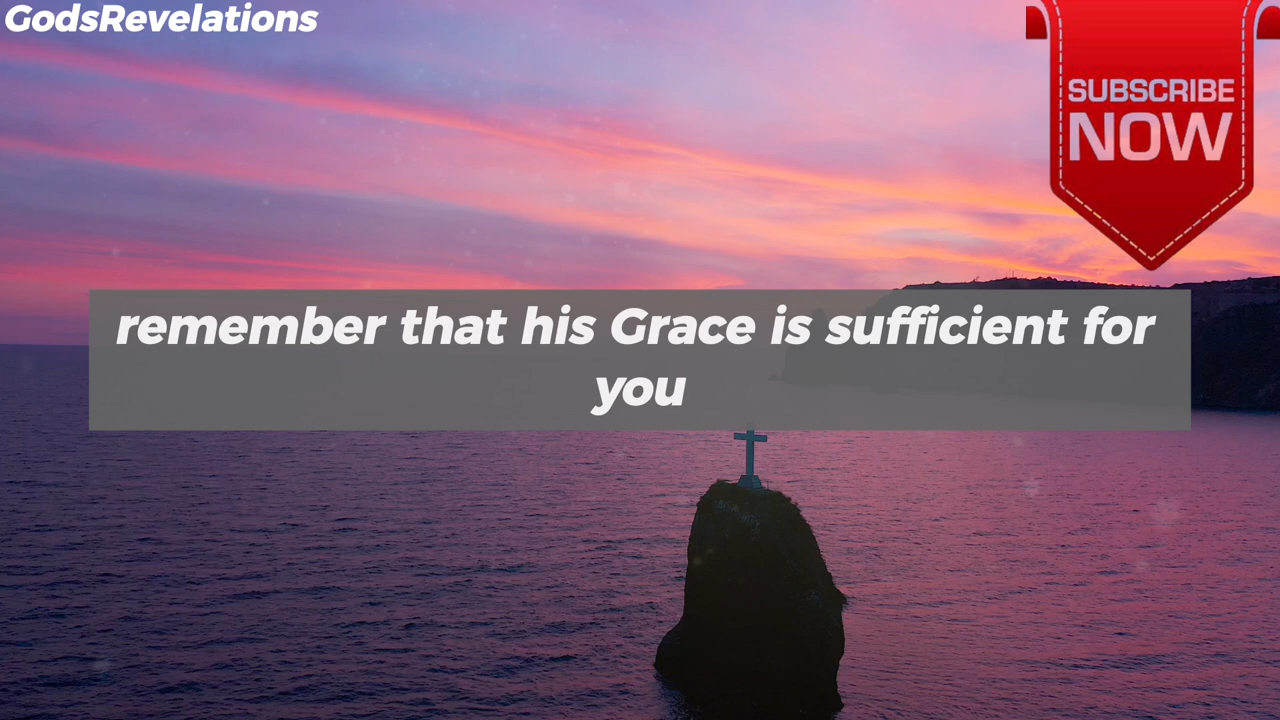 GodsRevelations
SUBSCRIBE
NOW
remember that his Grace is sufficient for
you